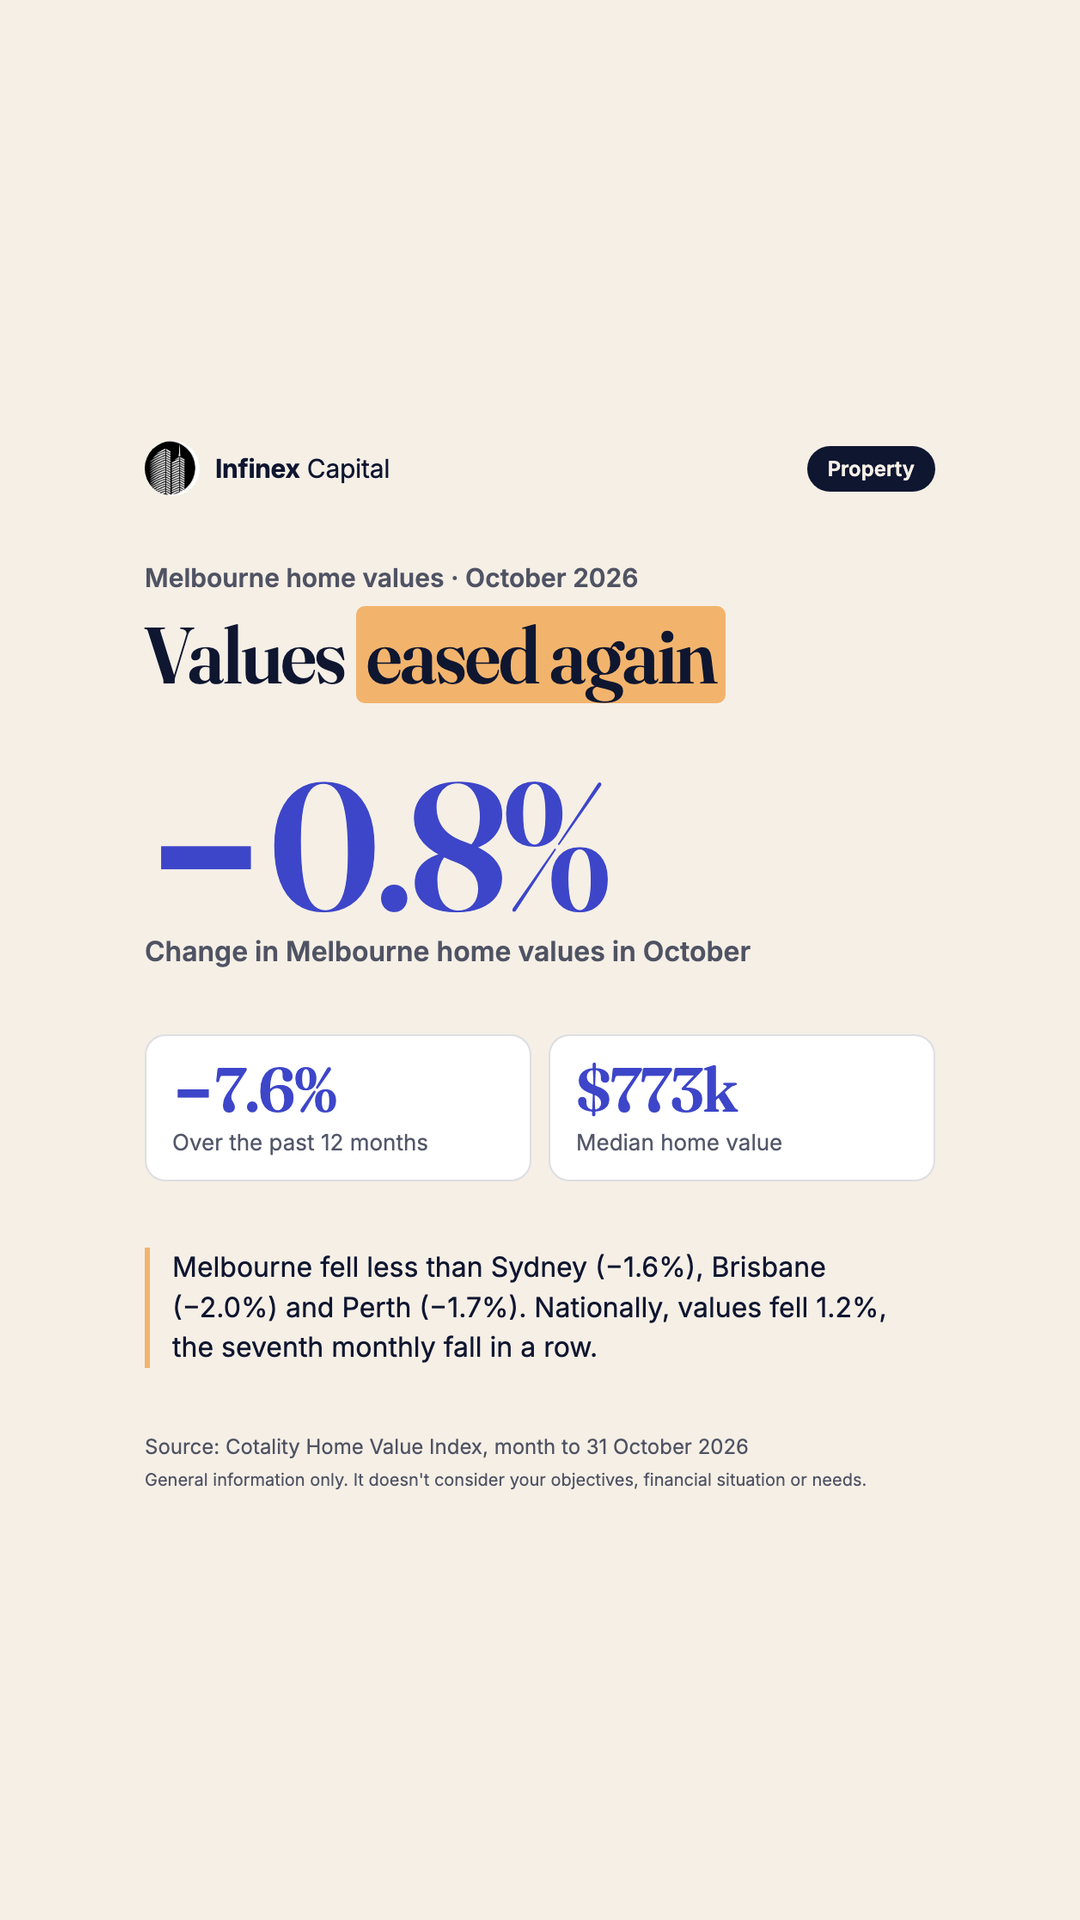 Infinex Capital
Property
Melbourne home values · October 2026
Values eased again
−0.8%
Change in Melbourne home values in October
−7.6%
Over the past 12 months
$773k
Median home value
Melbourne fell less than Sydney (−1.6%), Brisbane
(−2.0%) and Perth (−1.7%). Nationally, values fell 1.2%,
the seventh monthly fall in a row.
Source: Cotality Home Value Index, month to 31 October 2026
General information only. It doesn't consider your objectives, financial situation or needs.